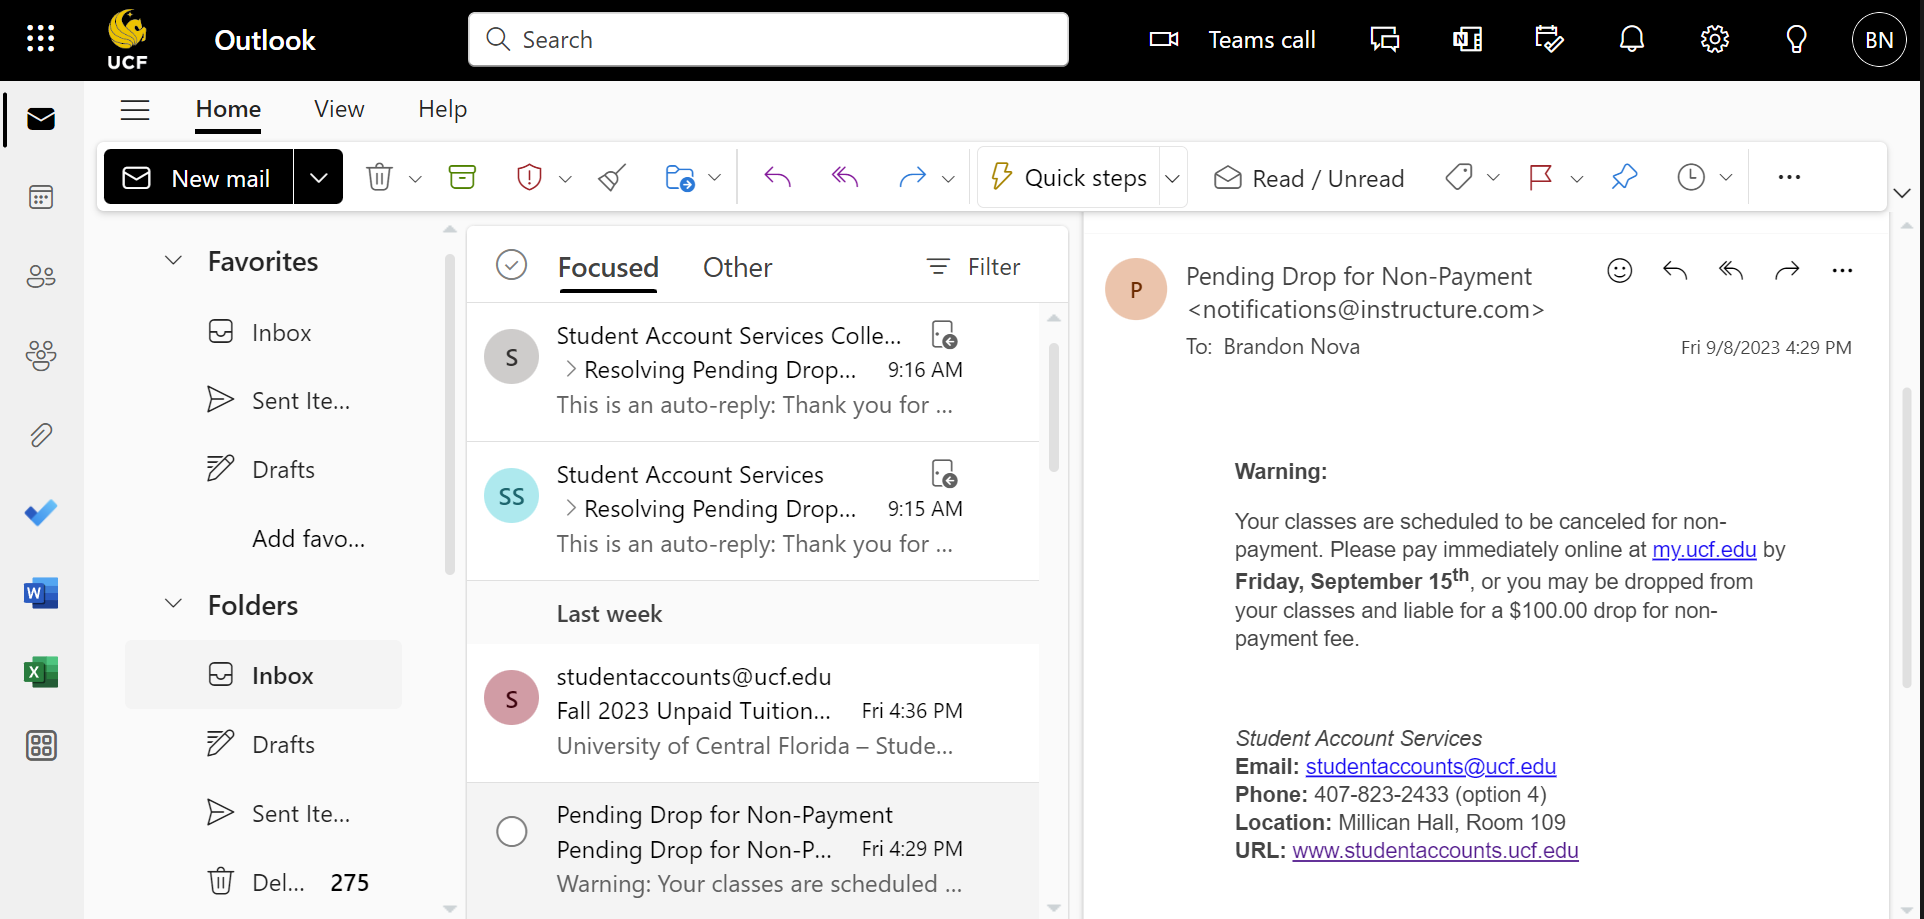 UCF
Outlook
Search
Teams call
N
BN
Home
View
Help
New mail
Quick steps
Read / Unread
Favorites
Inbox
Sent Ite...
Drafts
Add favo...
Folders
Inbox
Drafts
Sent Ite...
Del... 275
W
X
Focused
Other
Filter
S
Student Account Services Colle...
Resolving Pending Drop... 9:16 AM
This is an auto-reply: Thank you for ...
SS
Student Account Services
Resolving Pending Drop... 9:15 AM
This is an auto-reply: Thank you for ...
Last week
S
studentaccounts@ucf.edu
Fall 2023 Unpaid Tuition... Fri 4:36 PM
University of Central Florida – Stude...
Pending Drop for Non-Payment
Pending Drop for Non-P... Fri 4:29 PM
Warning: Your classes are scheduled ...
P
Pending Drop for Non-Payment
<notifications@instructure.com>
To: Brandon Nova
Fri 9/8/2023 4:29 PM
Warning:
Your classes are scheduled to be canceled for non-
payment. Please pay immediately online at my.ucf.edu by
Friday, September 15th, or you may be dropped from
your classes and liable for a $100.00 drop for non-
payment fee.
Student Account Services
Email: studentaccounts@ucf.edu
Phone: 407-823-2433 (option 4)
Location: Millican Hall, Room 109
URL: www.studentaccounts.ucf.edu